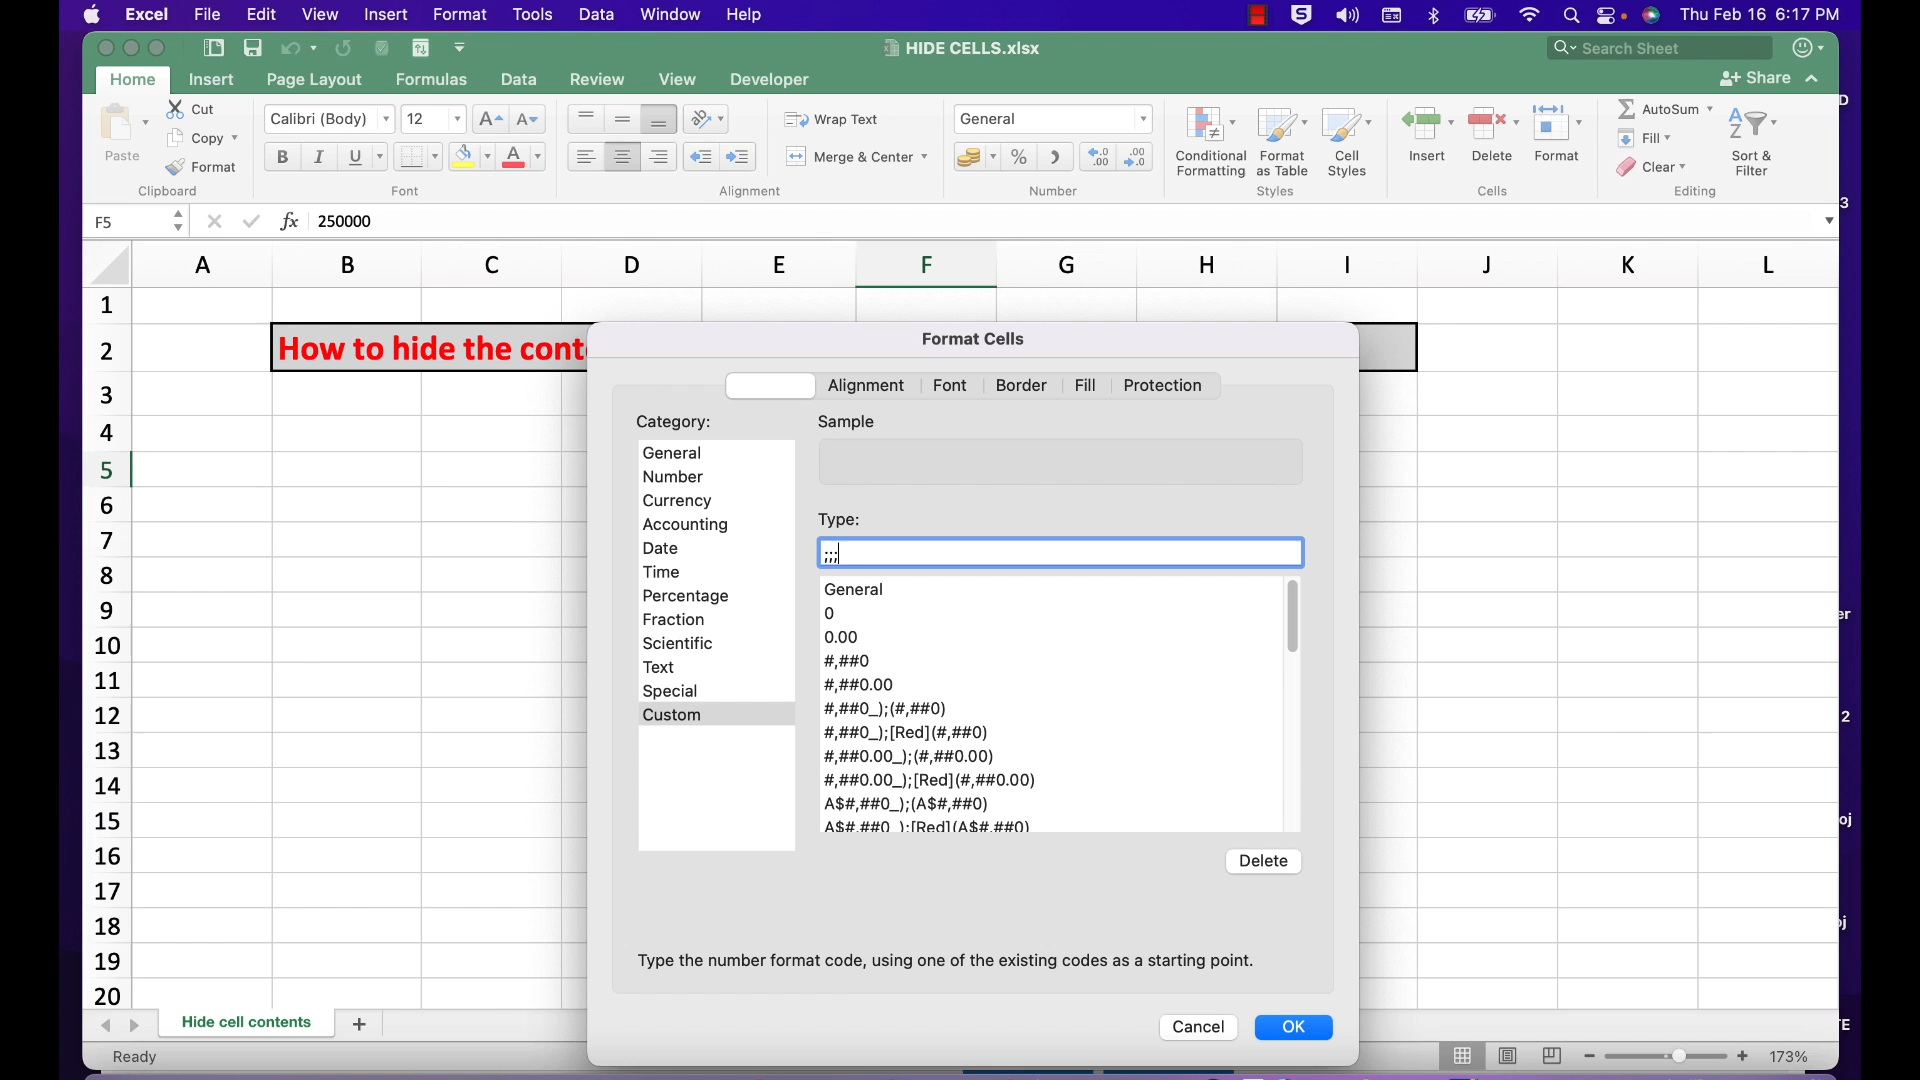 Excel File Edit View Insert Format Tools Data Window Help Thu Feb 16 6:17 PM
HIDE CELLS.xlsx Search Sheet
Home Insert Page Layout Formulas Data Review View Developer Share
Paste Cut Copy Format Clipboard
Calibri (Body) 12 B I U A Font
Wrap Text Merge & Center Alignment
General % Number
Conditional Formatting Format as Table Cell Styles Styles
Insert Delete Format Cells
AutoSum Fill Clear Sort & Filter Editing
F5 fx 250000
A B C D E F G H I J K L
1
2 How to hide the cont
3
4
5
6
7
8
9
10
11
12
13
14
15
16
17
18
19
20
Format Cells
Alignment Font Border Fill Protection
Category: Sample
General
Number
Currency
Accounting
Date
Time
Percentage
Fraction
Scientific
Text
Special
Custom
Type:
;;;
General
0
0.00
#,##0
#,##0.00
#,##0_);(#,##0)
#,##0_);[Red](#,##0)
#,##0.00_);(#,##0.00)
#,##0.00_);[Red](#,##0.00)
A$#,##0_);(A$#,##0)
A$#,##0_);[Red](A$#,##0)
Delete
Type the number format code, using one of the existing codes as a starting point.
Cancel OK
Hide cell contents
Ready 173%